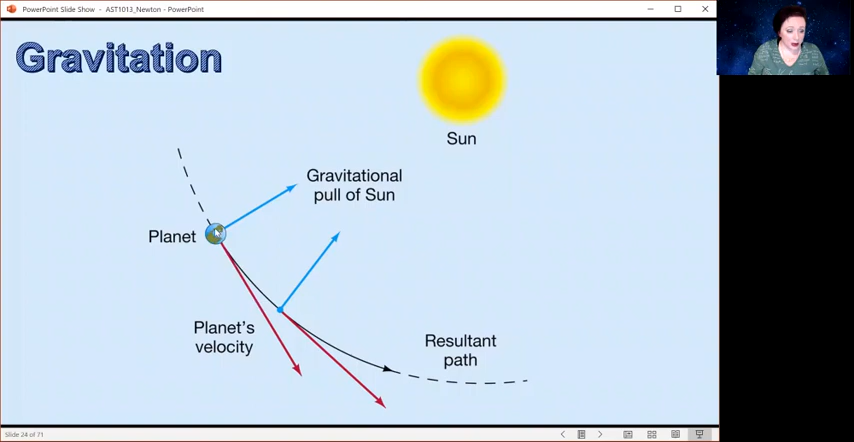 PowerPoint Slide Show - AST1013_Newton - PowerPoint
Gravitation
Sun
Gravitational
pull of Sun
Planet
Planet's
velocity
Resultant
path
Slide 24 of 71